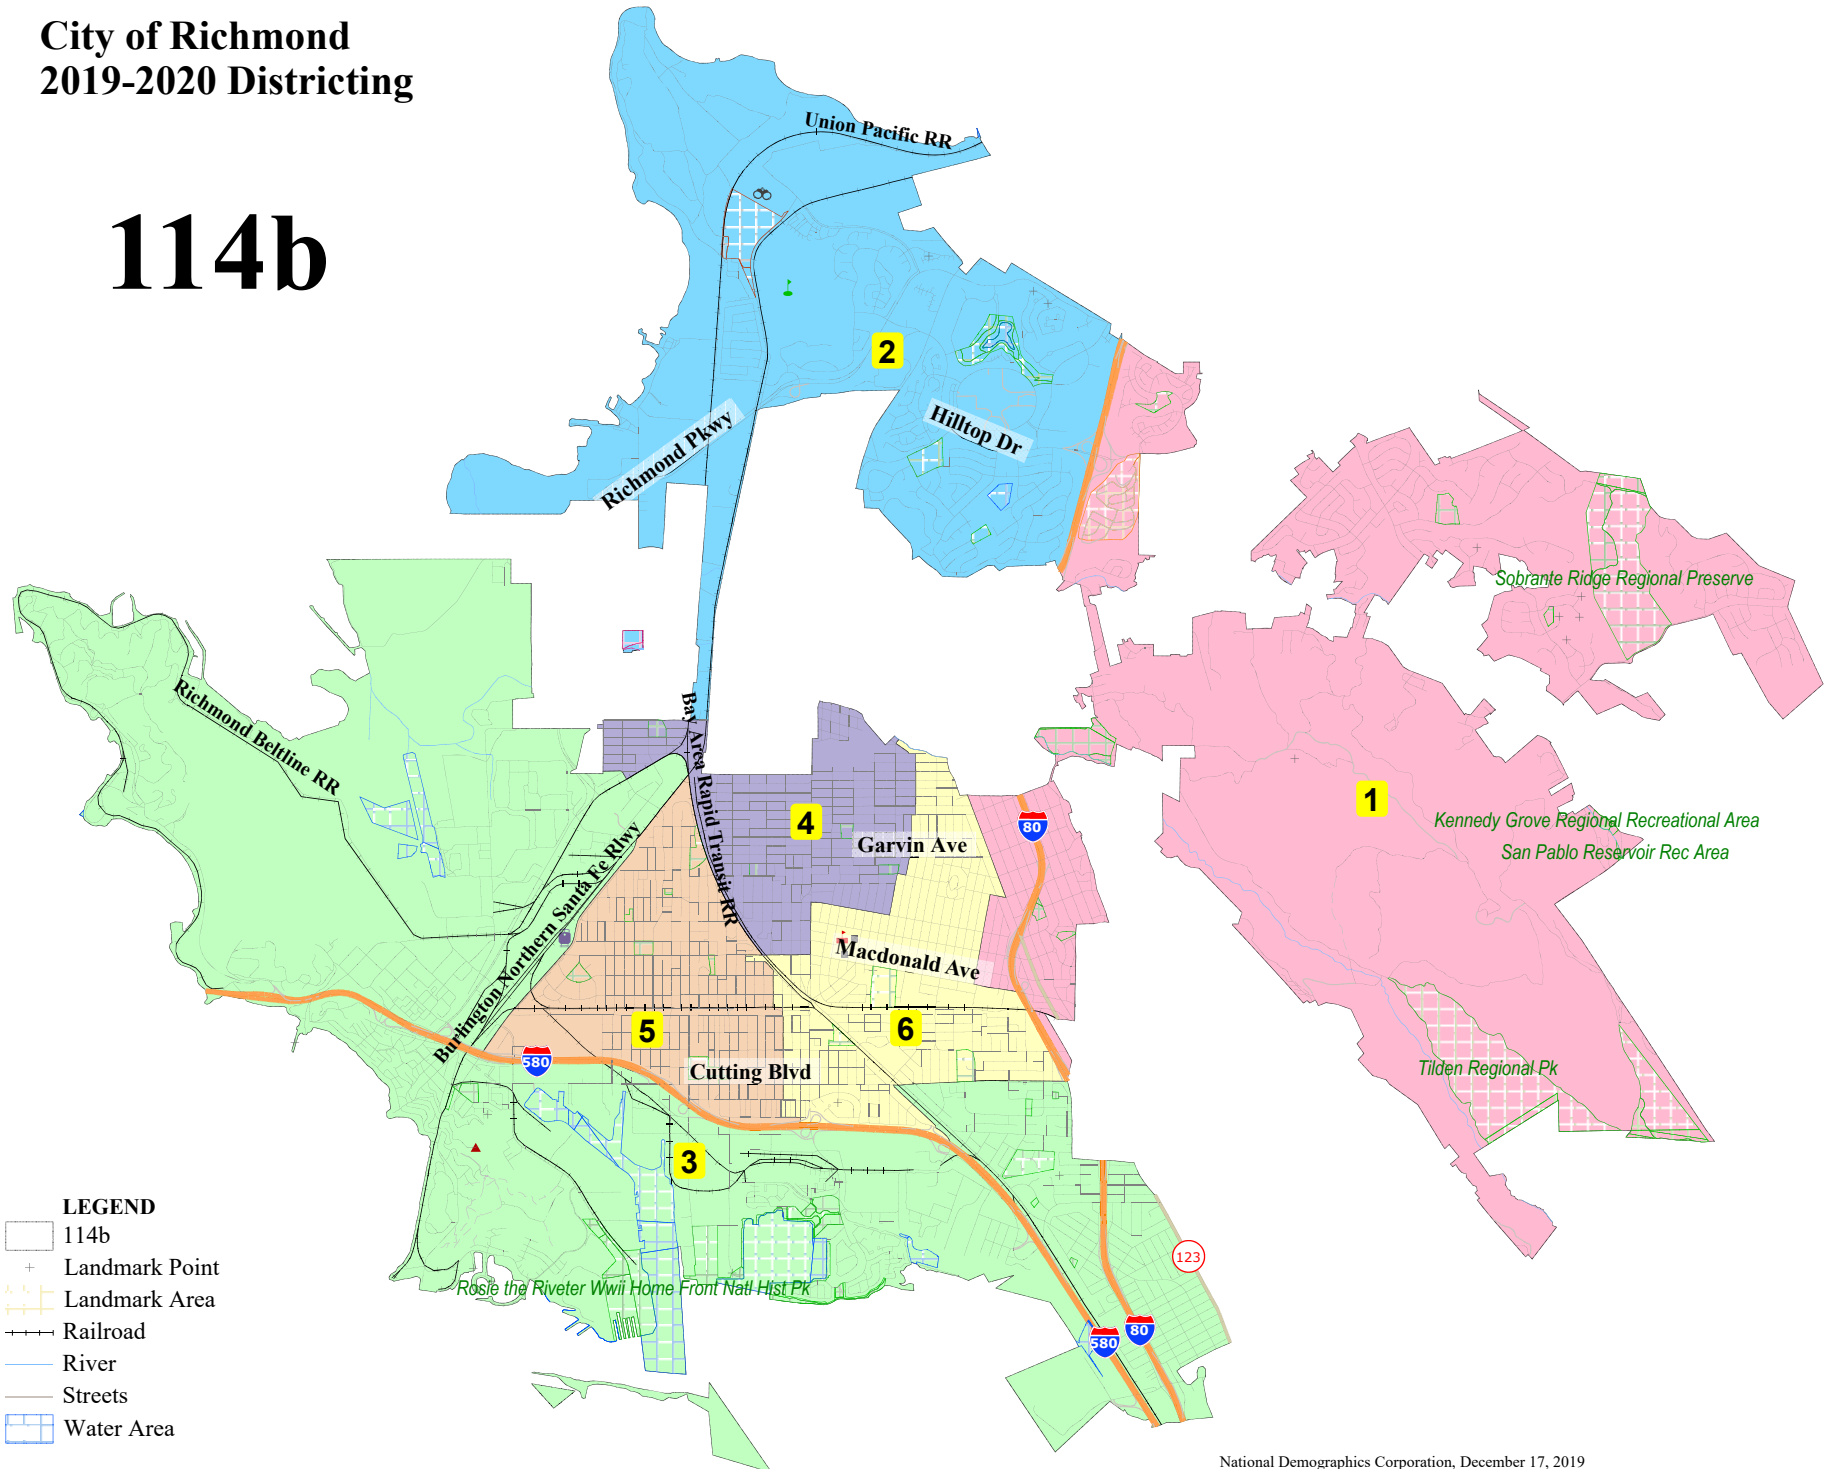 City of Richmond
2019-2020 Districting
114b
Union Pacific RR
2
Hilltop Dr
Richmond Pkwy
Sobrante Ridge Regional Preserve
Richmond Beltline RR
Bay Area Rapid Transit RR
1
4
80
Kennedy Grove Regional Recreational Area
Garvin Ave
San Pablo Reservoir Rec Area
Burlington Northern Santa Fe Rlwy
Macdonald Ave
5
6
580
Cutting Blvd
Tilden Regional Pk
3
LEGEND
114b
Landmark Point
Landmark Area
Railroad
River
Streets
Water Area
123
Rosie the Riveter Wwii Home Front Natl Hist Pk
580
80
National Demographics Corporation, December 17, 2019